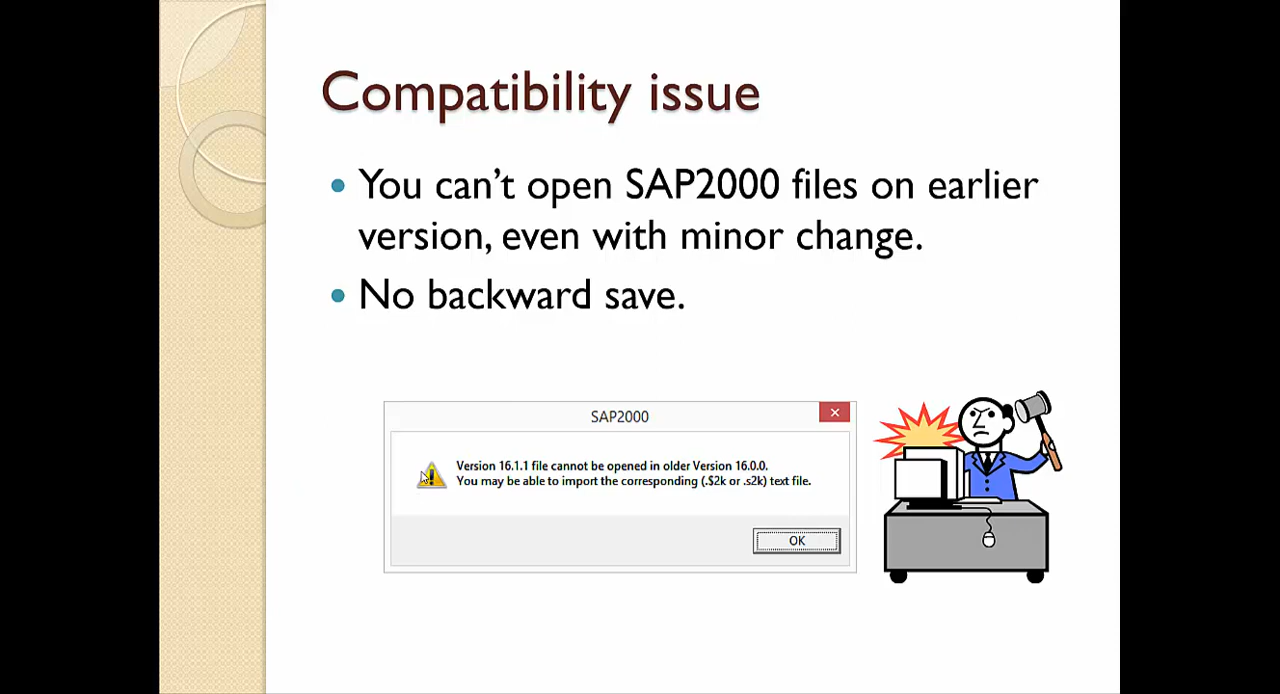 Compatibility issue
You can't open SAP2000 files on earlier
version, even with minor change.
No backward save.
SAP2000
Version 16.1.1 file cannot be opened in older Version 16.0.0.
You may be able to import the corresponding (.$2k or .s2k) text file.
OK